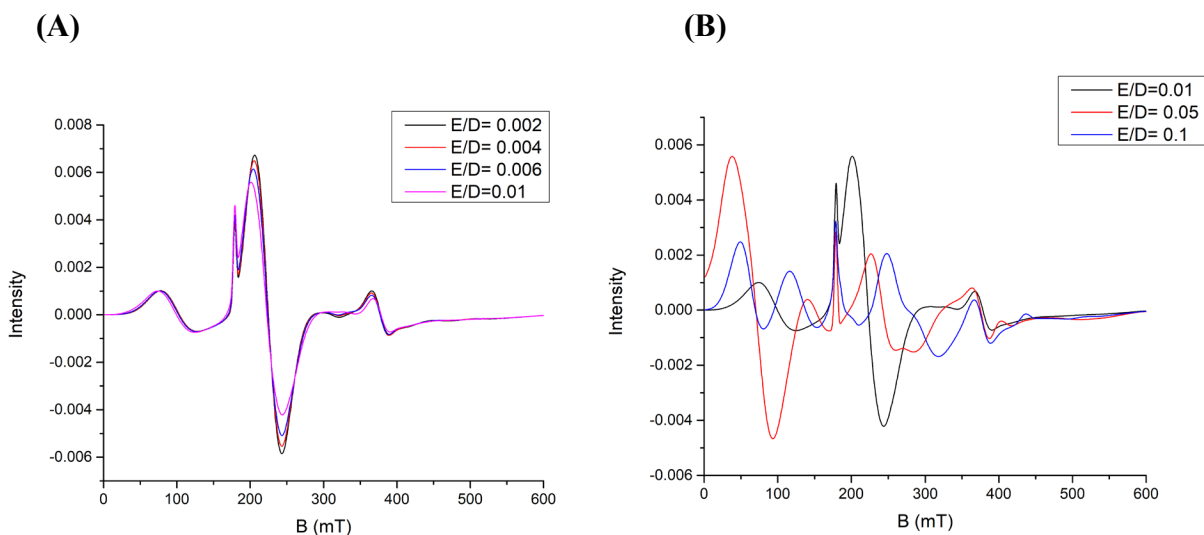 (A)
(B)
E/D= 0.002
E/D= 0.004
E/D= 0.006
E/D=0.01
0.008
0.006
0.004
0.002
0.000
-0.002
-0.004
-0.006
Intensity
0
100
200
300
400
500
600
B (mT)
E/D=0.01
E/D= 0.05
E/D= 0.1
0.006
0.004
0.002
0.000
-0.002
-0.004
-0.006
Intensity
0
100
200
300
400
500
600
B (mT)